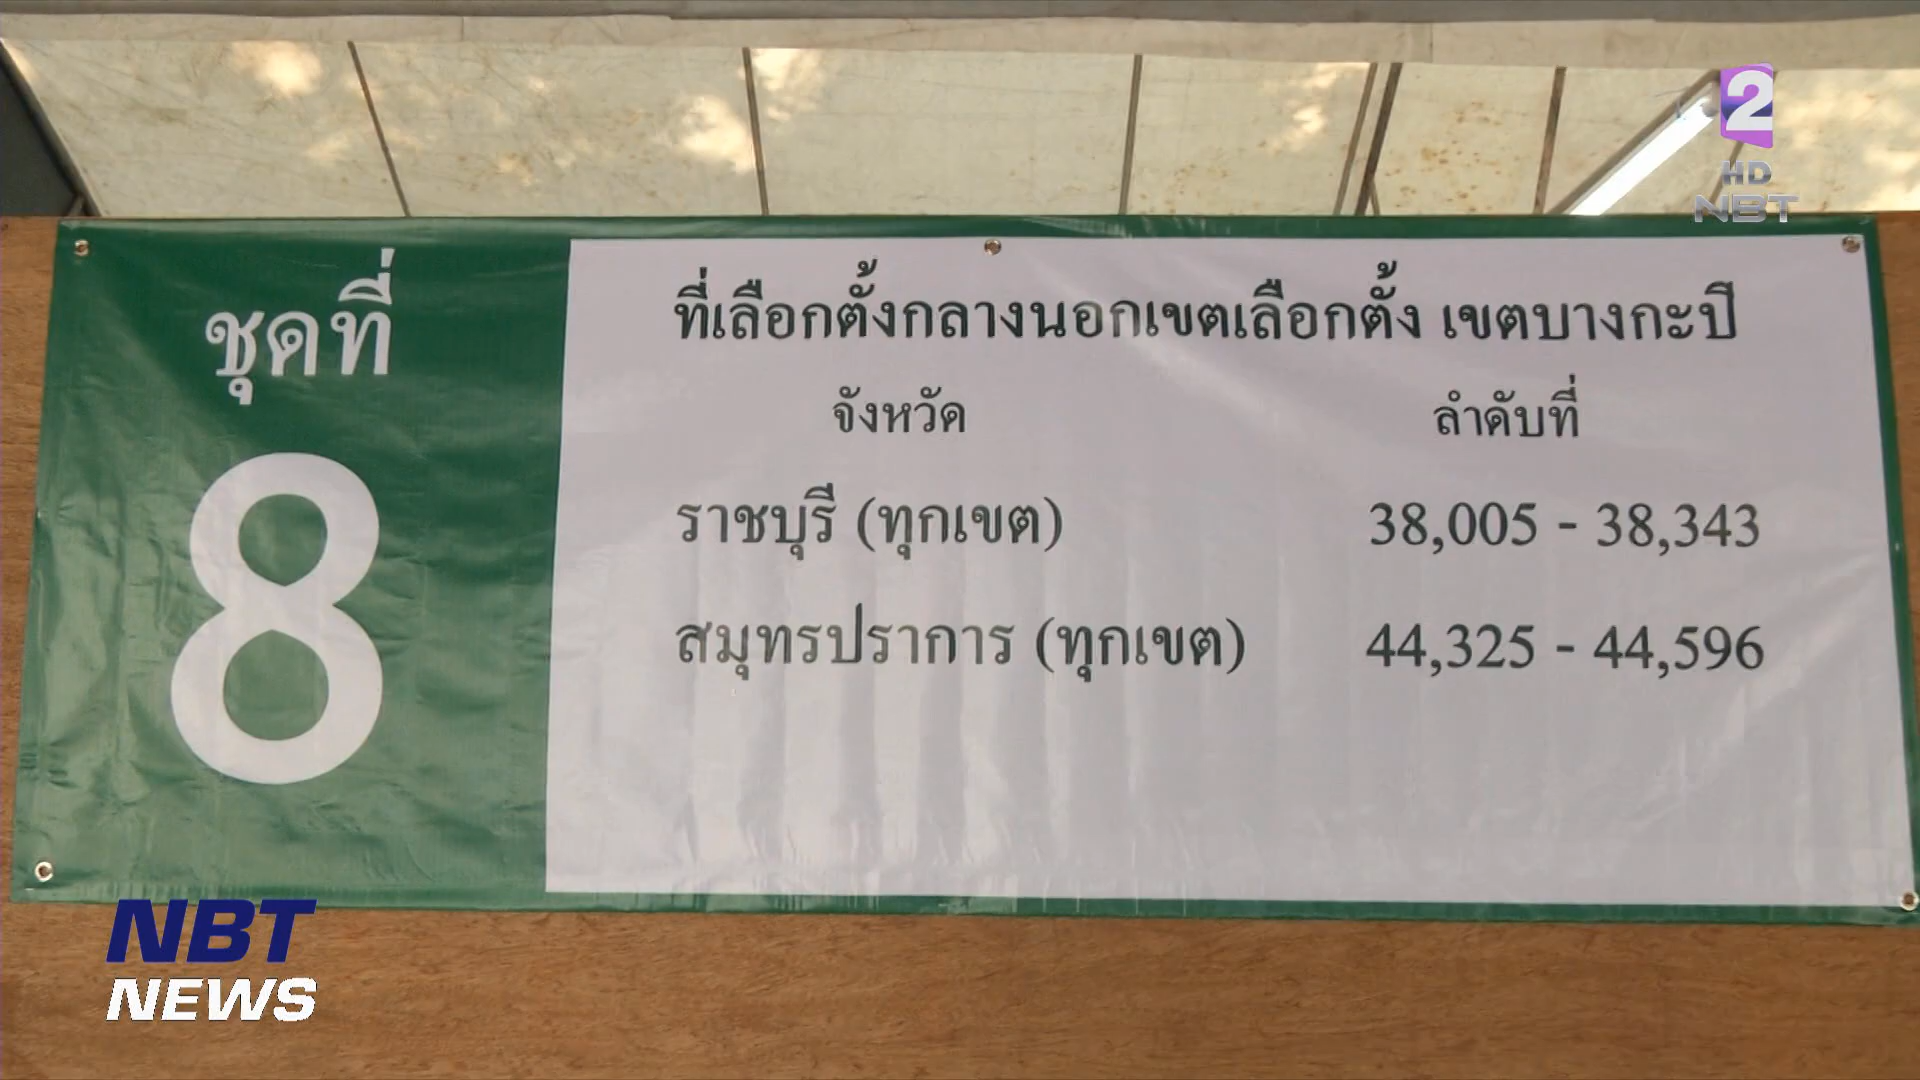 2
HD
NBT
ชุดที่
8
ที่เลือกตั้งกลางนอกเขตเลือกตั้ง เขตบางกะปี
จังหวัด ลำดับที่
ราชบุรี (ทุกเขต) 38,005 - 38,343
สมุทรปราการ (ทุกเขต) 44,325 - 44,596
NBT
NEWS